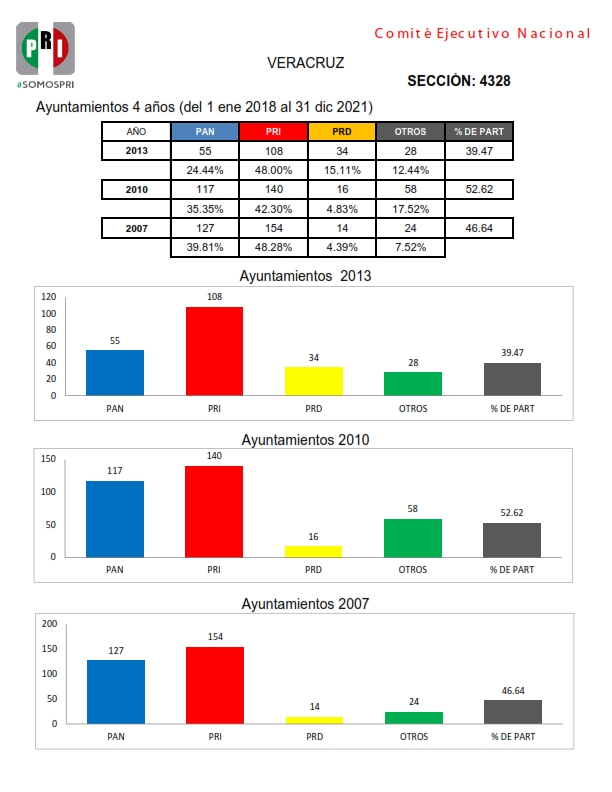 Comité Ejecutivo Nacional
PRI
#SOMOSPRI
VERACRUZ
SECCIÓN: 4328
Ayuntamientos 4 años (del 1 ene 2018 al 31 dic 2021)
AÑO PAN PRI PRD OTROS % DE PART
2013 55 108 34 28 39.47
24.44% 48.00% 15.11% 12.44%
2010 117 140 16 58 52.62
35.35% 42.30% 4.83% 17.52%
2007 127 154 14 24 46.64
39.81% 48.28% 4.39% 7.52%
Ayuntamientos 2013
120
100
80
60
40
20
0
55 108 34 28 39.47
PAN PRI PRD OTROS % DE PART
Ayuntamientos 2010
150
100
50
0
117 140 16 58 52.62
PAN PRI PRD OTROS % DE PART
Ayuntamientos 2007
200
150
100
50
0
127 154 14 24 46.64
PAN PRI PRD OTROS % DE PART